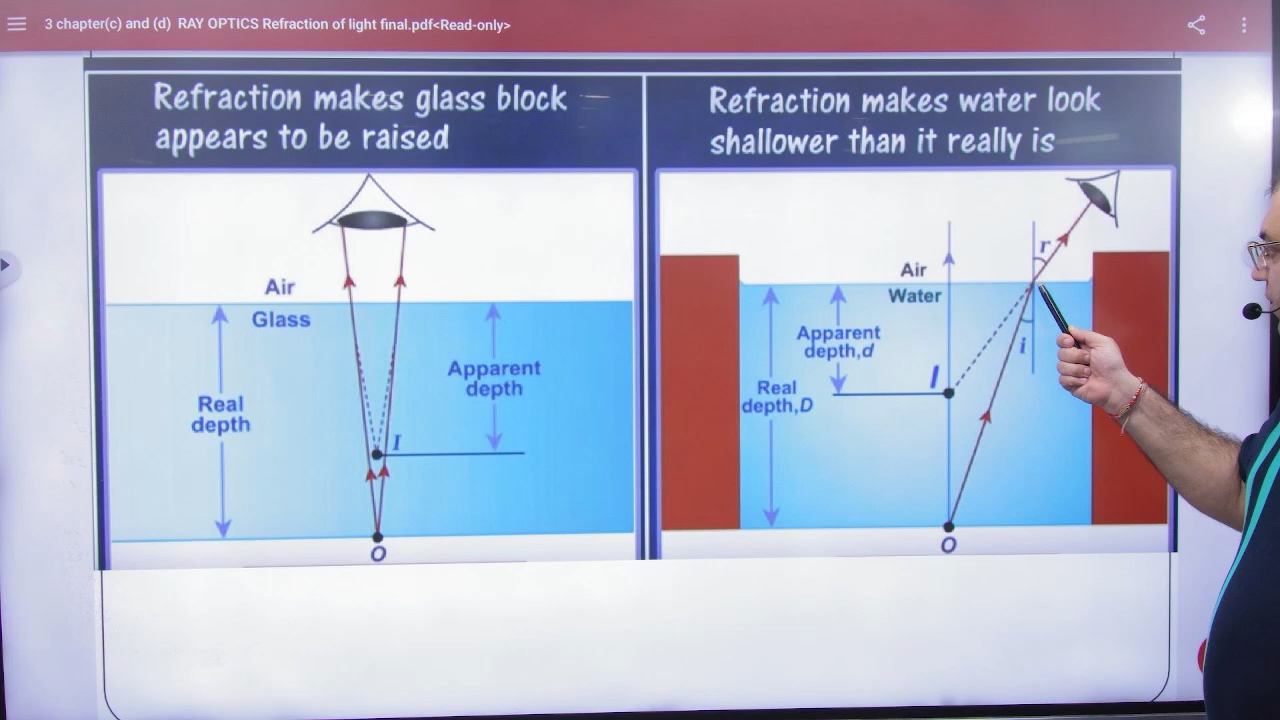 3 chapter(c) and (d) RAY OPTICS Refraction of light final.pdf<Read-only>
Refraction makes glass block
appears to be raised
Air
Glass
Real
depth
Apparent
depth
I
O
Refraction makes water look
shallower than it really is
r
Air
Water
Apparent
depth,d
i
I
Real
depth,D
O